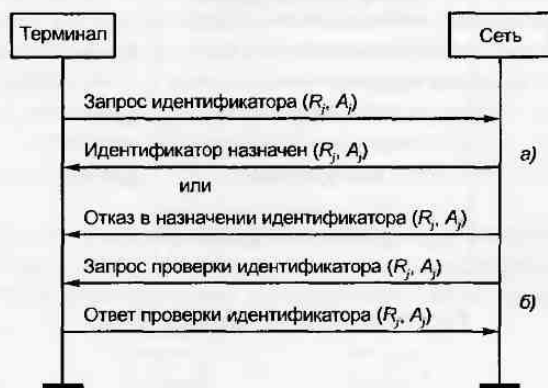 Терминал
Сеть
Запрос идентификатора (Rj, Aj)
Идентификатор назначен (Rj, Aj)
а)
или
Отказ в назначении идентификатора (Rj, Aj)
Запрос проверки идентификатора (Rj, Aj)
б)
Ответ проверки идентификатора (Rj, Aj)